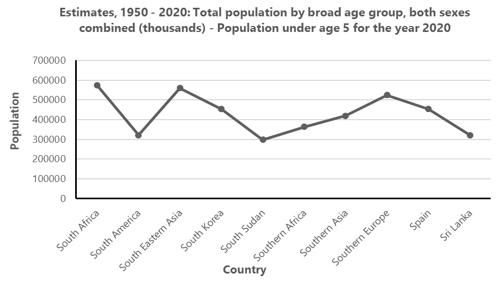 Estimates, 1950 - 2020: Total population by broad age group, both sexes
combined (thousands) - Population under age 5 for the year 2020
700000
600000
500000
400000
300000
200000
100000
0
Population
South Africa
South America
South Eastern Asia
South Korea
South Sudan
Southern Africa
Southern Asia
Southern Europe
Spain
Sri Lanka
Country